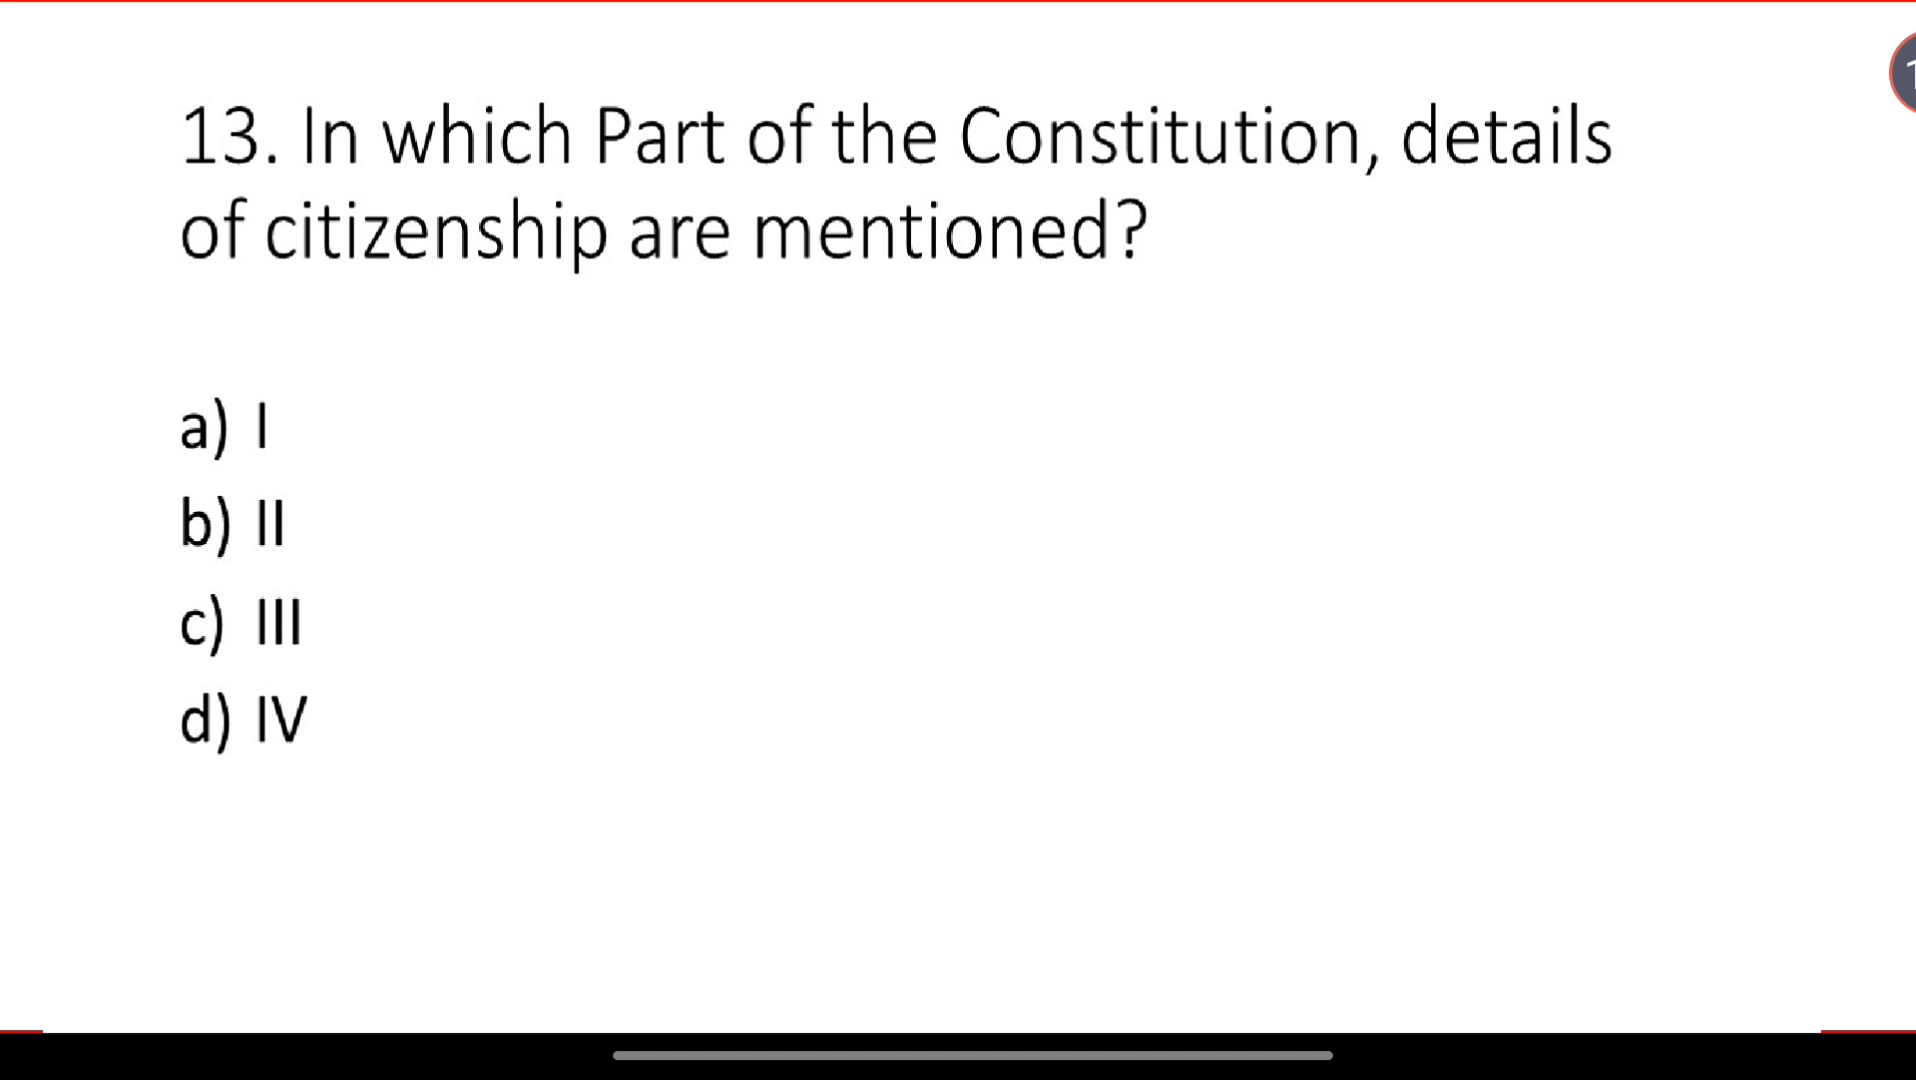 13. In which Part of the Constitution, details
of citizenship are mentioned?
a) I
b) II
c) III
d) IV